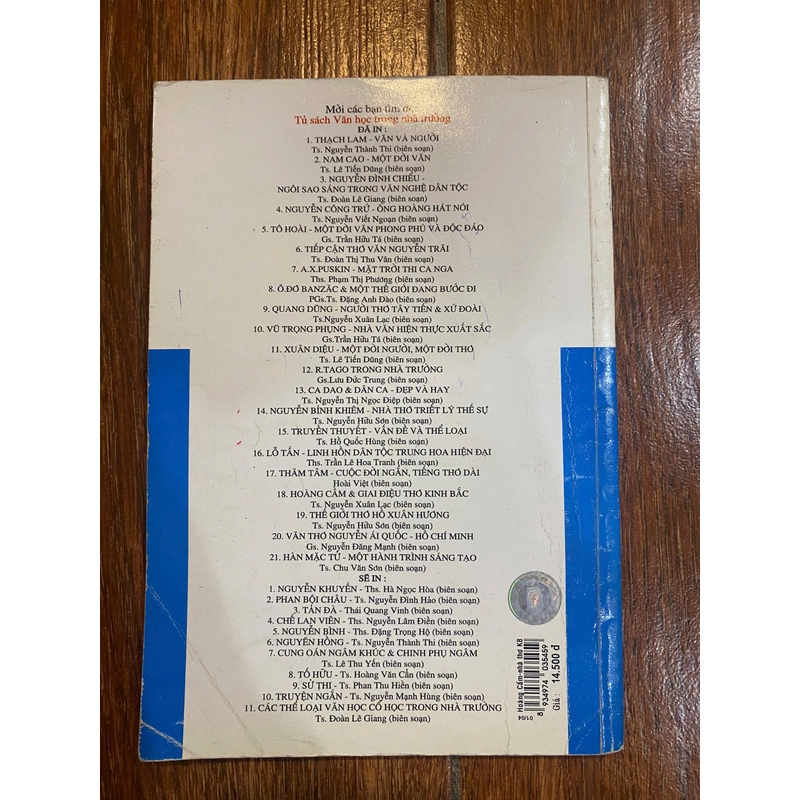 Mời các bạn tìm đọc
Tủ sách Văn học trong nhà trường
ĐÃ IN :
1. THẠCH LAM - VĂN VÀ NGƯỜI
Ts. Nguyễn Thành Thi (biên soạn)
2. NAM CAO - MỘT ĐỜI VĂN
Ts. Lê Tiến Dũng (biên soạn)
3. NGUYỄN ĐÌNH CHIỂU -
NGÔI SAO SÁNG TRONG VĂN NGHỆ DÂN TỘC
Ts. Đoàn Lê Giang (biên soạn)
4. NGUYỄN CÔNG TRỨ - ÔNG HOÀNG HÁT NÓI
Ts. Nguyễn Viết Ngoạn (biên soạn)
5. TÔ HOÀI - MỘT ĐỜI VĂN PHONG PHÚ VÀ ĐỘC ĐÁO
Gs. Trần Hữu Tá (biên soạn)
6. TIẾP CẬN THƠ VĂN NGUYỄN TRÃI
Ts. Đoàn Thị Thu Vân (biên soạn)
7. A.X.PUSKIN - MẶT TRỜI THI CA NGA
Ths. Phạm Thị Phương (biên soạn)
8. Ô.ĐƠ BANZẮC & MỘT THẾ GIỚI ĐANG BƯỚC ĐI
PGs.Ts. Đặng Anh Đào (biên soạn)
9. QUANG DŨNG - NGƯỜI THƠ TÂY TIẾN & XỨ ĐOÀI
Ts.Nguyễn Xuân Lạc (biên soạn)
10. VŨ TRỌNG PHỤNG - NHÀ VĂN HIỆN THỰC XUẤT SẮC
Gs.Trần Hữu Tá (biên soạn)
11. XUÂN DIỆU - MỘT ĐỜI NGƯỜI, MỘT ĐỜI THƠ
Ts. Lê Tiến Dũng (biên soạn)
12. R.TAGO TRONG NHÀ TRƯỜNG
Gs.Lưu Đức Trung (biên soạn)
13. CA DAO & DÂN CA - ĐẸP VÀ HAY
Ts. Nguyễn Thị Ngọc Điệp (biên soạn)
14. NGUYỄN BỈNH KHIÊM - NHÀ THƠ TRIẾT LÝ THẾ SỰ
Ts. Nguyễn Hữu Sơn (biên soạn)
15. TRUYỀN THUYẾT - VẤN ĐỀ VÀ THỂ LOẠI
Ts. Hồ Quốc Hùng (biên soạn)
16. LỖ TẤN - LINH HỒN DÂN TỘC TRUNG HOA HIỆN ĐẠI
Ths. Trần Lê Hoa Tranh (biên soạn)
17. THÂM TÂM - CUỘC ĐỜI NGẮN, TIẾNG THƠ DÀI
Hoài Việt (biên soạn)
18. HOÀNG CẦM & GIAI ĐIỆU THƠ KINH BẮC
Ts. Nguyễn Xuân Lạc (biên soạn)
19. THẾ GIỚI THƠ HỒ XUÂN HƯƠNG
Ts. Nguyễn Hữu Sơn (biên soạn)
20. VĂN THƠ NGUYỄN ÁI QUỐC - HỒ CHÍ MINH
Gs. Nguyễn Đăng Mạnh (biên soạn)
21. HÀN MẶC TỬ - MỘT HÀNH TRÌNH SÁNG TẠO
Ts. Chu Văn Sơn (biên soạn)
SẼ IN :
1. NGUYỄN KHUYẾN - Ths. Hà Ngọc Hòa (biên soạn)
2. PHAN BỘI CHÂU - Ts. Nguyễn Đình Hảo (biên soạn)
3. TẢN ĐÀ - Thái Quang Vinh (biên soạn)
4. CHẾ LAN VIÊN - Ths. Nguyễn Lâm Điền (biên soạn)
5. NGUYỄN BÍNH - Ths. Đặng Trọng Hộ (biên soạn)
6. NGUYÊN HỒNG - Ts. Nguyễn Thành Thi (biên soạn)
7. CUNG OÁN NGÂM KHÚC & CHINH PHỤ NGÂM
Ts. Lê Thu Yến (biên soạn)
8. TỐ HỮU - Ts. Hoàng Văn Cẩn (biên soạn)
9. SỬ THI - Ts. Phan Thu Hiền (biên soạn)
10. TRUYỆN NGẮN - Ts. Nguyễn Mạnh Hùng (biên soạn)
11. CÁC THỂ LOẠI VĂN HỌC CỔ HỌC TRONG NHÀ TRƯỜNG
Ts. Đoàn Lê Giang (biên soạn)
01/04
Hoàng Cầm-nhà thơ KB
8 934974 035459
Giá : 14.500 đ